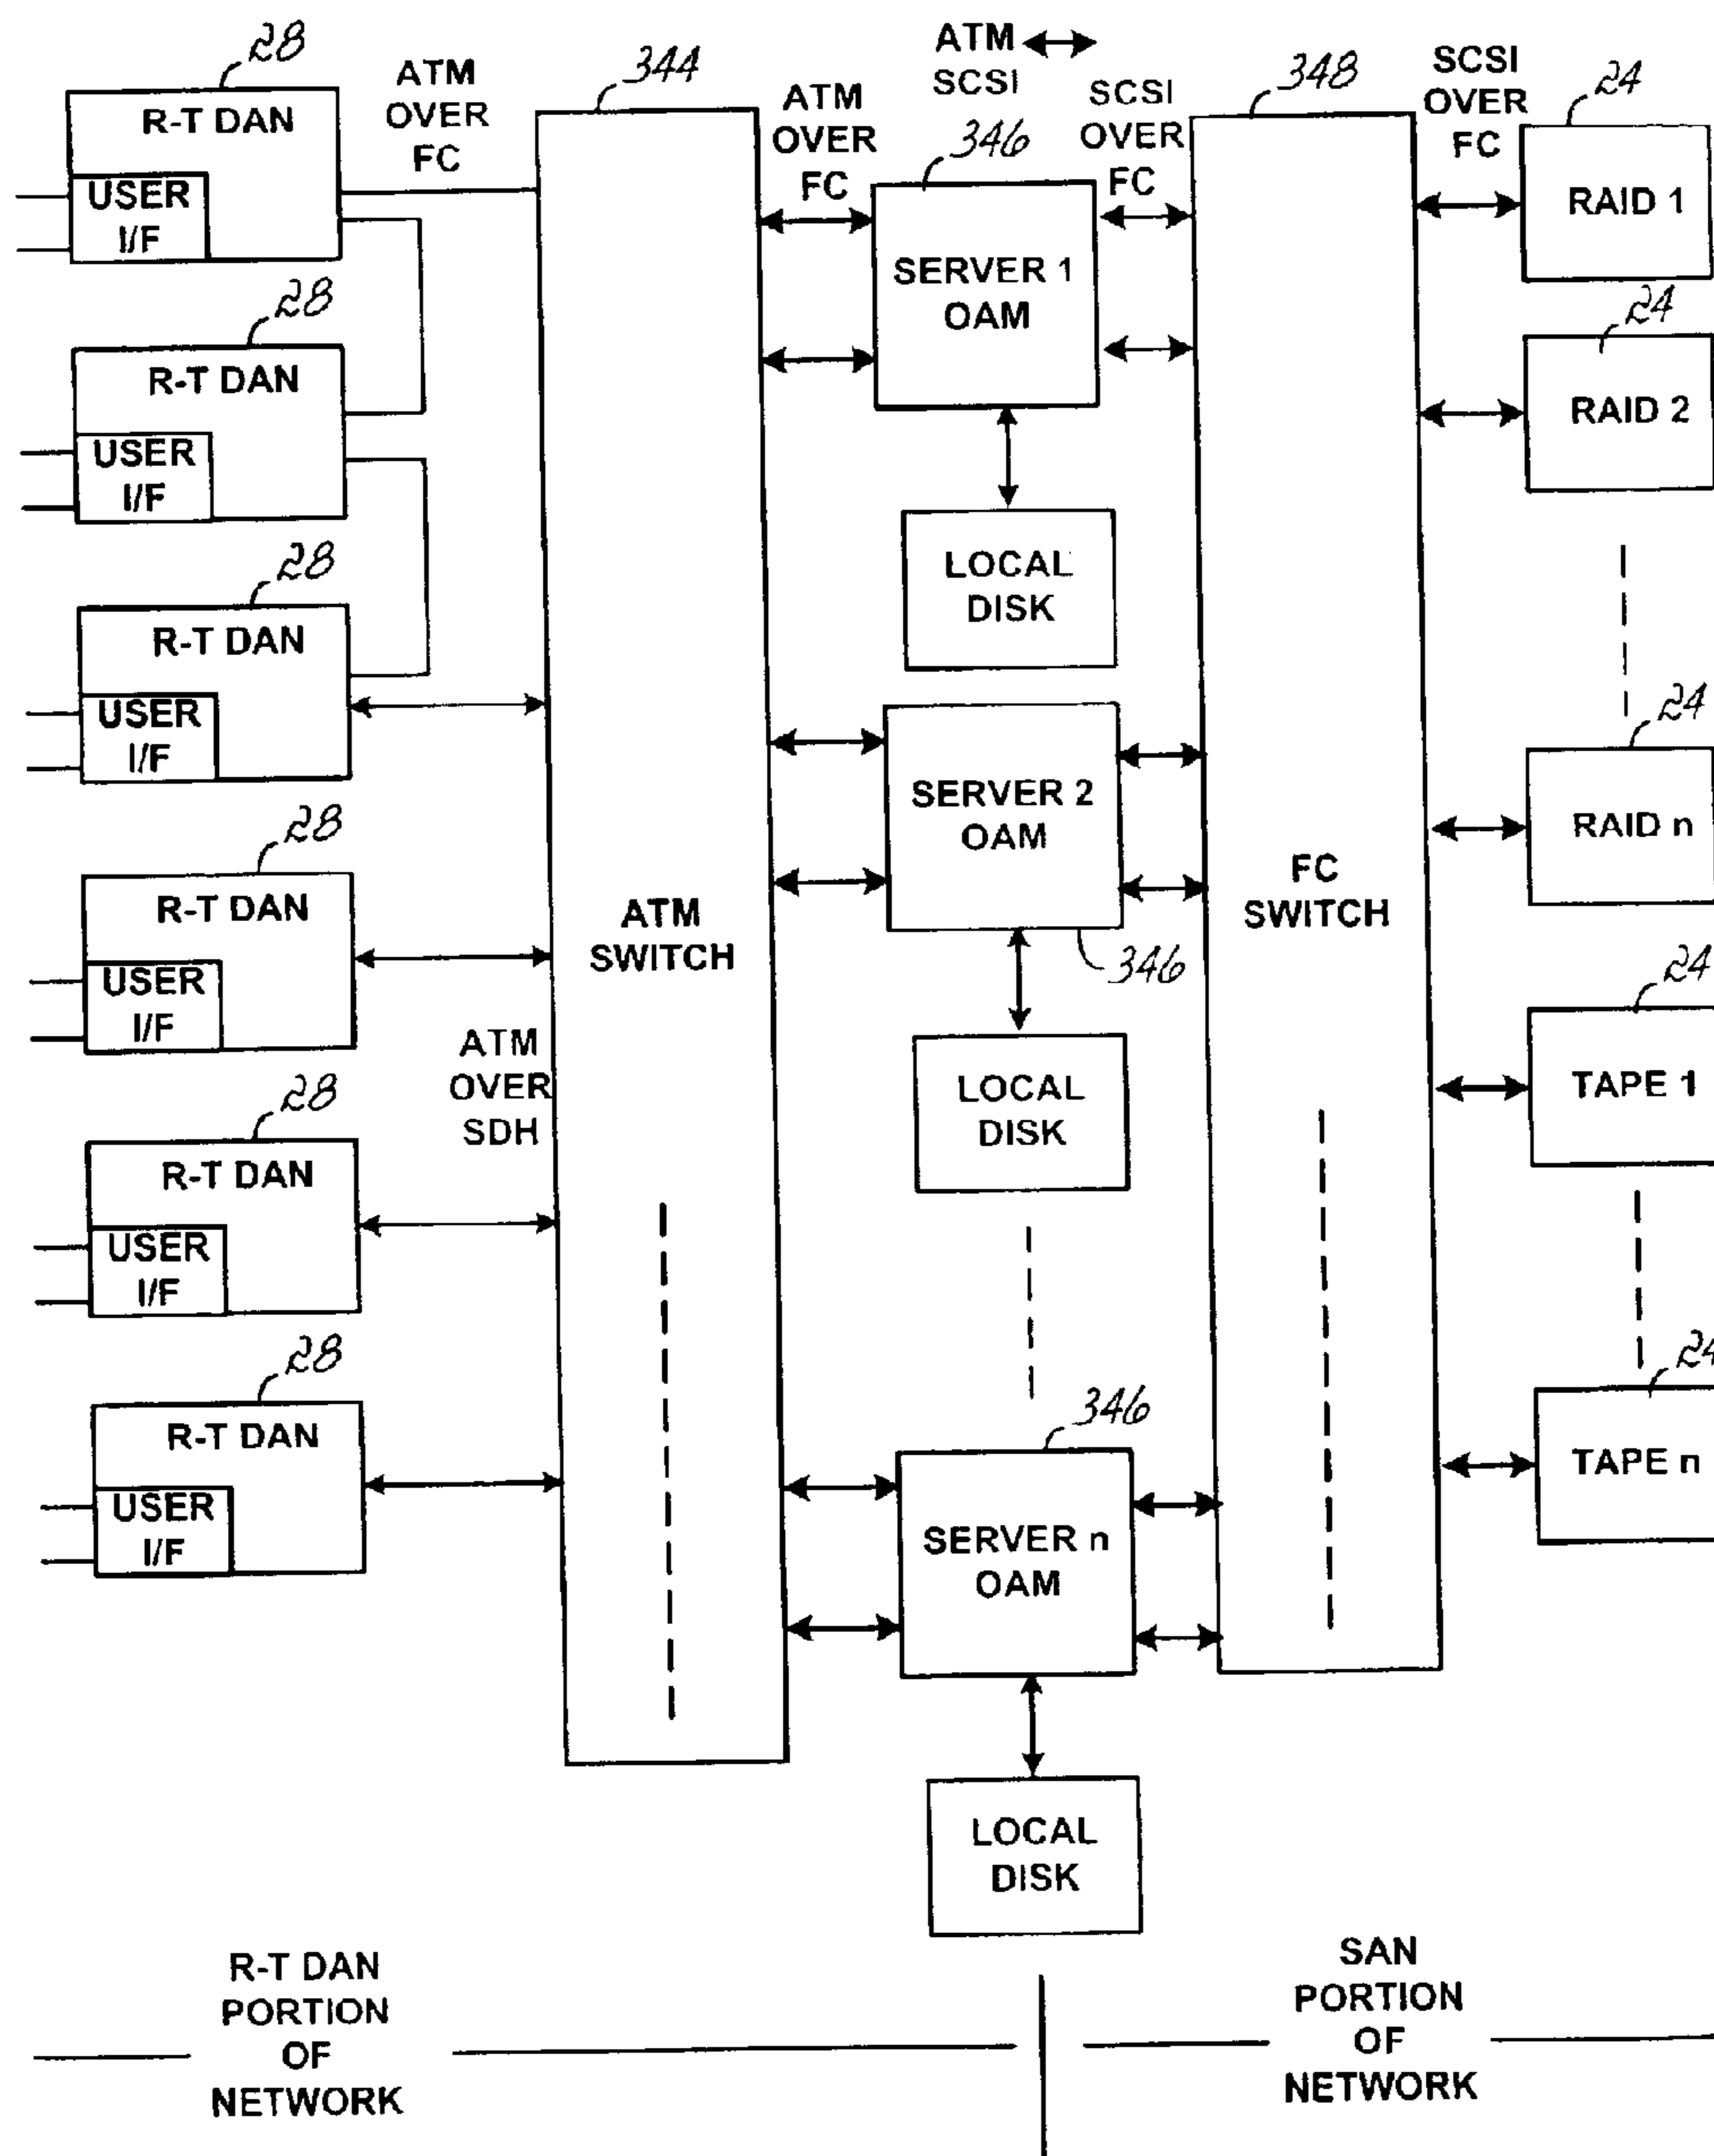 28
R-T DAN
USER
I/F
ATM
OVER
FC
28
R-T DAN
USER
I/F
28
R-T DAN
USER
I/F
28
R-T DAN
USER
I/F
ATM
OVER
SDH
28
R-T DAN
USER
I/F
28
R-T DAN
USER
I/F
344
ATM
SWITCH
ATM
OVER
FC
ATM
SCSI
346
SERVER 1
OAM
LOCAL
DISK
SERVER 2
OAM
346
LOCAL
DISK
346
SERVER n
OAM
LOCAL
DISK
SCSI
OVER
FC
348
FC
SWITCH
SCSI
OVER
FC
24
RAID 1
24
RAID 2
24
RAID n
24
TAPE 1
24
TAPE n
R-T DAN
PORTION
OF
NETWORK
SAN
PORTION
OF
NETWORK